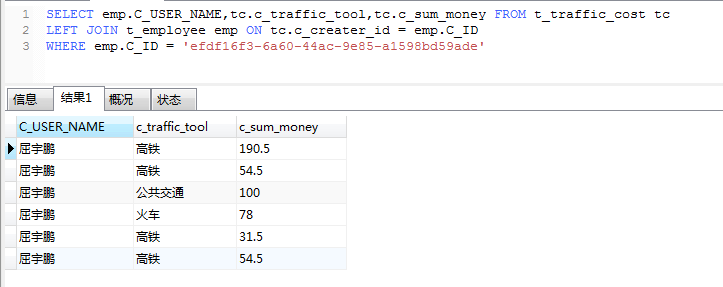 1 SELECT emp.C_USER_NAME,tc.c_traffic_tool,tc.c_sum_money FROM t_traffic_cost tc
2 LEFT JOIN t_employee emp ON tc.c_creater_id = emp.C_ID
3 WHERE emp.C_ID = 'efdf16f3-6a60-44ac-9e85-a1598bd59ade'
信息 结果1 概况 状态
C_USER_NAME c_traffic_tool c_sum_money
屈宇鹏 高铁 190.5
屈宇鹏 高铁 54.5
屈宇鹏 公共交通 100
屈宇鹏 火车 78
屈宇鹏 高铁 31.5
屈宇鹏 高铁 54.5